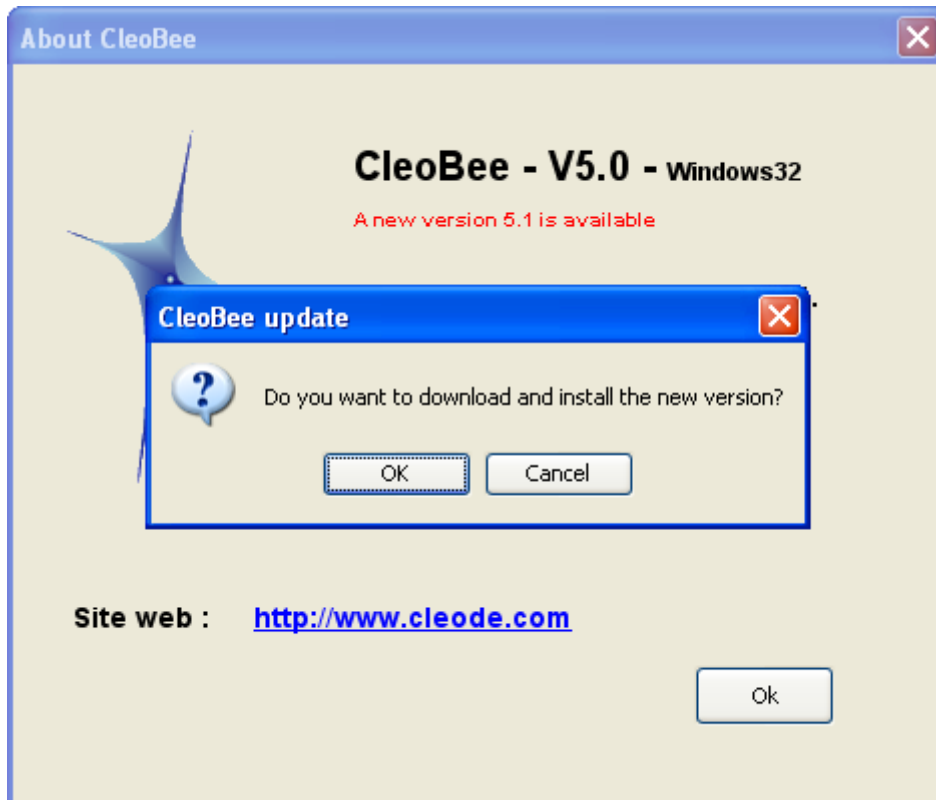 About CleoBee
CleoBee - V5.0 - Windows32
A new version 5.1 is available
CleoBee update
Do you want to download and install the new version?
OK
Cancel
Site web :
http://www.cleode.com
Ok